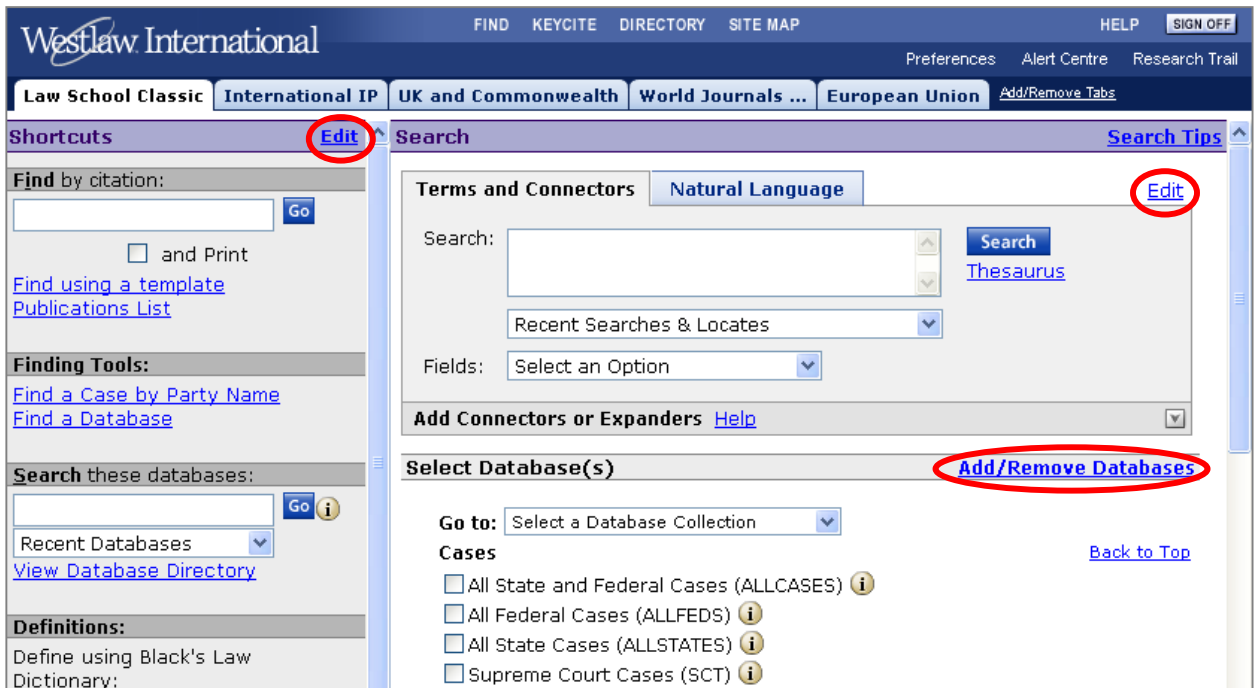 Westlaw. International
FIND KEYCITE DIRECTORY SITE MAP
HELP SIGN OFF
Preferences Alert Centre Research Trail
Law School Classic International IP UK and Commonwealth World Journals ... European Union Add/Remove Tabs
Shortcuts Edit
Find by citation:
Go
and Print
Find using a template
Publications List
Finding Tools:
Find a Case by Party Name
Find a Database
Search these databases:
Go i
Recent Databases
View Database Directory
Definitions:
Define using Black's Law
Dictionary:
Search Search Tips
Terms and Connectors Natural Language Edit
Search: Search
Thesaurus
Recent Searches & Locates
Fields: Select an Option
Add Connectors or Expanders Help
Select Database(s) Add/Remove Databases
Go to: Select a Database Collection
Cases Back to Top
All State and Federal Cases (ALLCASES) i
All Federal Cases (ALLFEDS) i
All State Cases (ALLSTATES) i
Supreme Court Cases (SCT) i